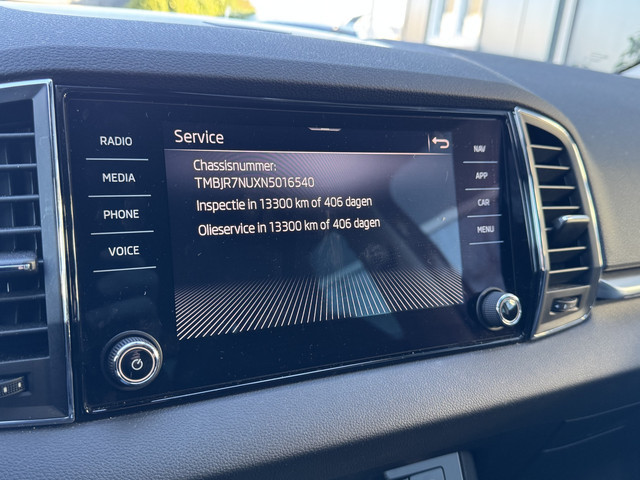 Service
Chassisnummer:
TMBJR7NUXN5016540
Inspectie in 13300 km of 406 dagen
Olieservice in 13300 km of 406 dagen
RADIO
MEDIA
PHONE
VOICE
NAV
APP
CAR
MENU